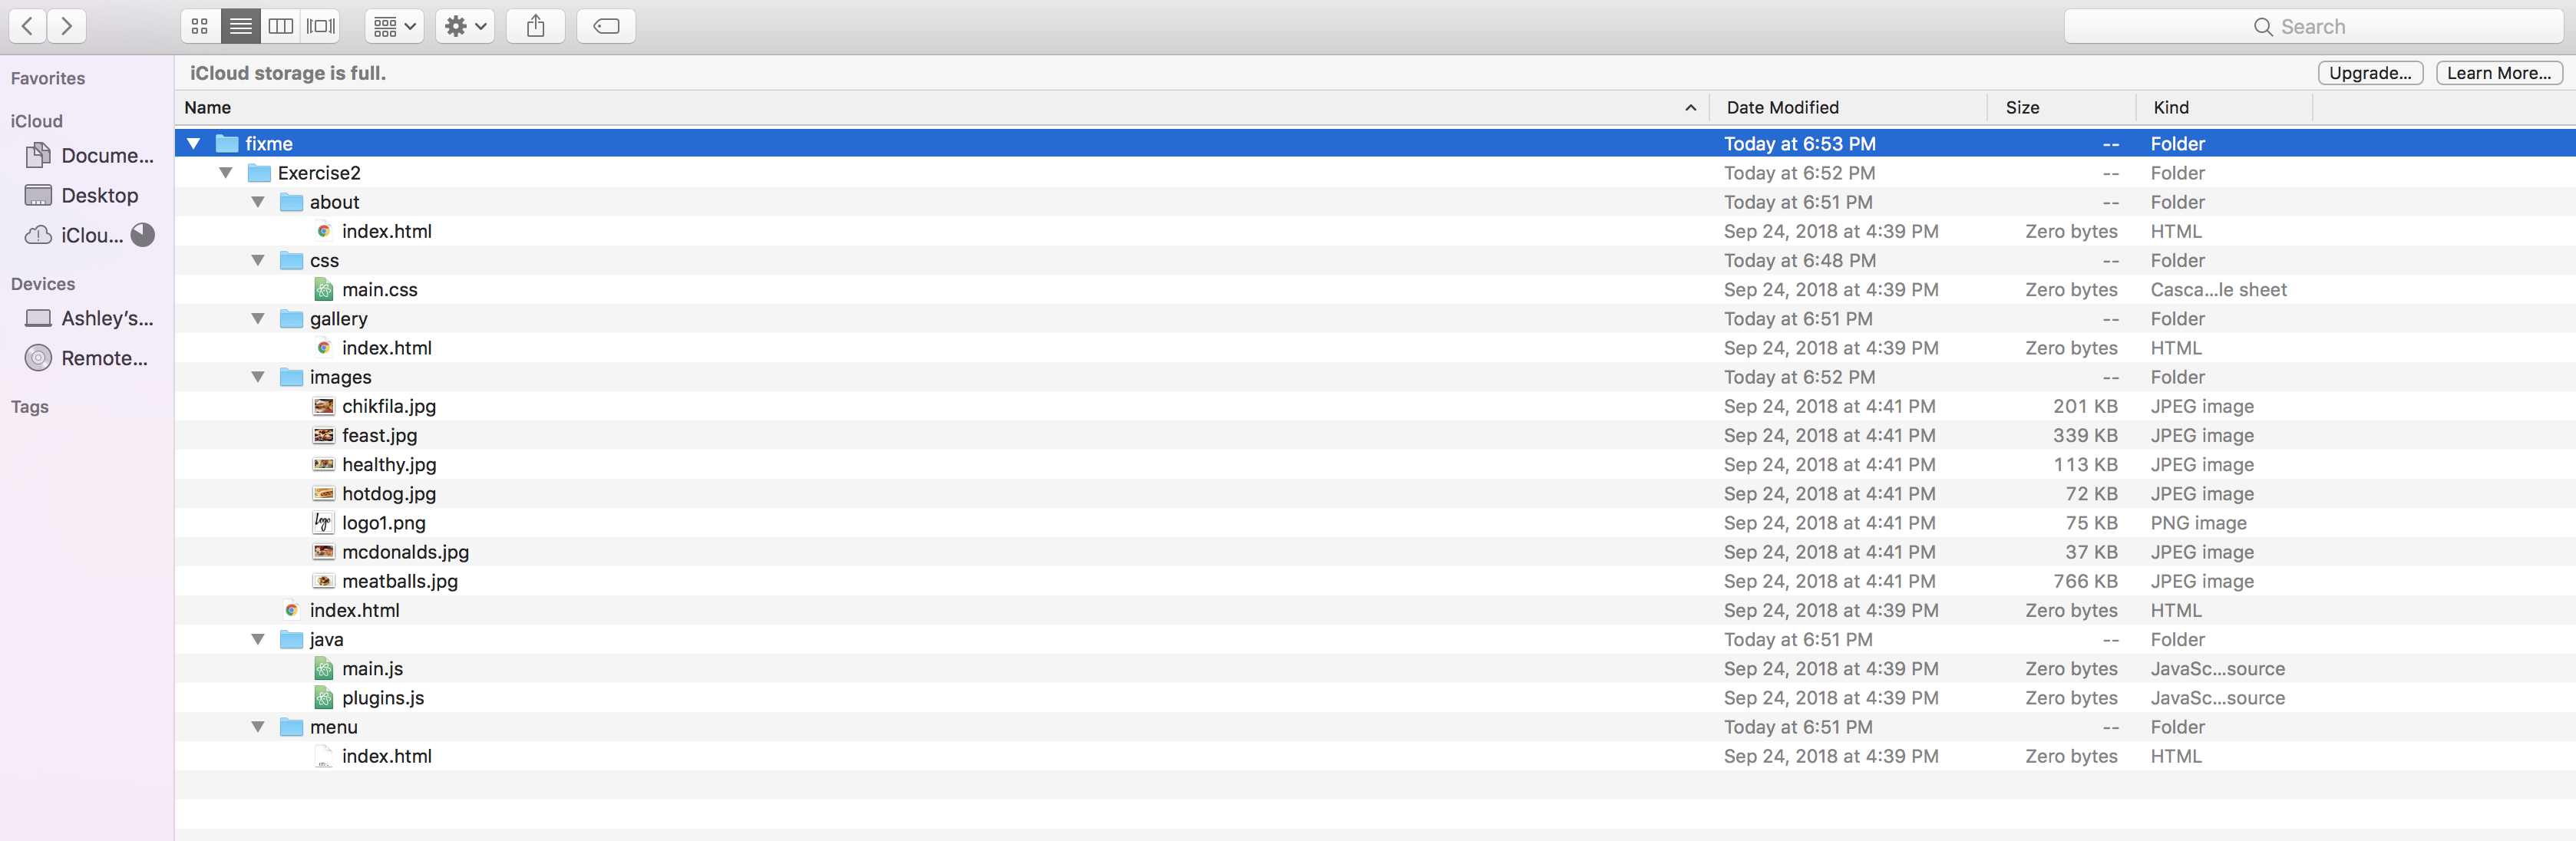 Search
Favorites
iCloud
Docume...
Desktop
iClou...
Devices
Ashley's...
Remote...
Tags
iCloud storage is full. Upgrade... Learn More...
Name Date Modified Size Kind
fixme Today at 6:53 PM -- Folder
Exercise2 Today at 6:52 PM -- Folder
about Today at 6:51 PM -- Folder
index.html Sep 24, 2018 at 4:39 PM Zero bytes HTML
css Today at 6:48 PM -- Folder
main.css Sep 24, 2018 at 4:39 PM Zero bytes Casca...le sheet
gallery Today at 6:51 PM -- Folder
index.html Sep 24, 2018 at 4:39 PM Zero bytes HTML
images Today at 6:52 PM -- Folder
chikfila.jpg Sep 24, 2018 at 4:41 PM 201 KB JPEG image
feast.jpg Sep 24, 2018 at 4:41 PM 339 KB JPEG image
healthy.jpg Sep 24, 2018 at 4:41 PM 113 KB JPEG image
hotdog.jpg Sep 24, 2018 at 4:41 PM 72 KB JPEG image
logo logo1.png Sep 24, 2018 at 4:41 PM 75 KB PNG image
mcdonalds.jpg Sep 24, 2018 at 4:41 PM 37 KB JPEG image
meatballs.jpg Sep 24, 2018 at 4:41 PM 766 KB JPEG image
index.html Sep 24, 2018 at 4:39 PM Zero bytes HTML
java Today at 6:51 PM -- Folder
main.js Sep 24, 2018 at 4:39 PM Zero bytes JavaSc...source
plugins.js Sep 24, 2018 at 4:39 PM Zero bytes JavaSc...source
menu Today at 6:51 PM -- Folder
index.html Sep 24, 2018 at 4:39 PM Zero bytes HTML